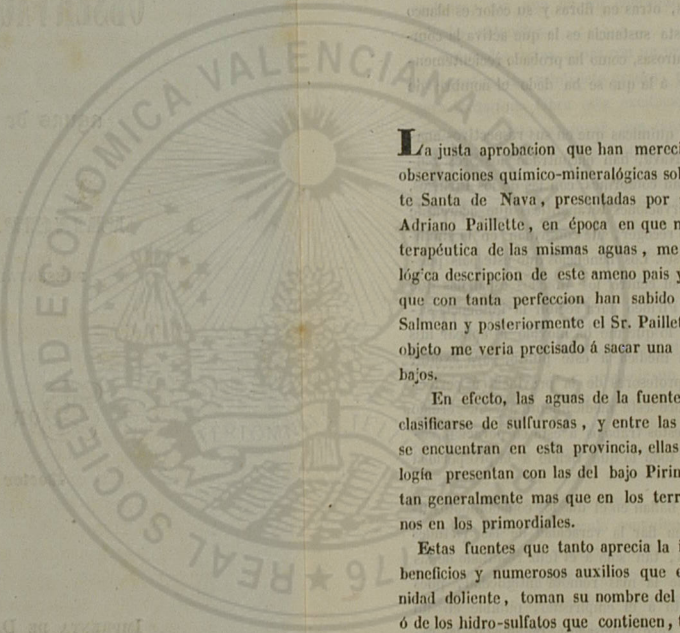 La justa aprobacion que han mereci
observaciones químico-mineralógicas sol
te Santa de Nava, presentadas por
Adriano Paillette, en época en que n
terapéutica de las mismas aguas, me
lóg'ca descripcion de este ameno pais y
que con tanta perfeccion han sabido
Salmean y posteriormente el Sr. Paillet
objeto me veria precisado á sacar una
bajos.
En efecto, las aguas de la fuente
clasificarse de sulfurosas, y entre las
se encuentran en esta provincia, ellas
logía presentan con las del bajo Pirin
tan generalmente mas que en los terr
nos en los primordiales.
Estas fuentes que tanto aprecia la i
beneficios y numerosos auxilios que e
nidad doliente, toman su nombre del
ó de los hidro-sulfatos que contienen,
REAL SOCIEDAD ECONOMICA VALENCIANA D
1776